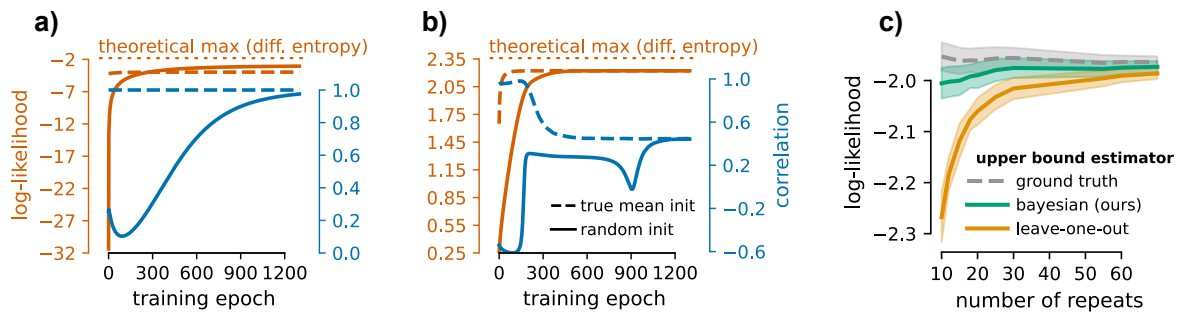 a)
theoretical max (diff. entropy)
log-likelihood
−2
−7
−12
−17
−22
−27
−32
1.0
0.8
0.6
0.4
0.2
0.0
0 300 600 900 1200
training epoch
b)
theoretical max (diff. entropy)
2.35
2.05
1.75
1.45
1.15
0.85
0.55
0.25
1.0
0.6
0.2
−0.2
−0.6
correlation
true mean init
random init
0 300 600 900 1200
training epoch
c)
log-likelihood
−2.0
−2.1
−2.2
−2.3
upper bound estimator
ground truth
bayesian (ours)
leave-one-out
10 20 30 40 50 60
number of repeats